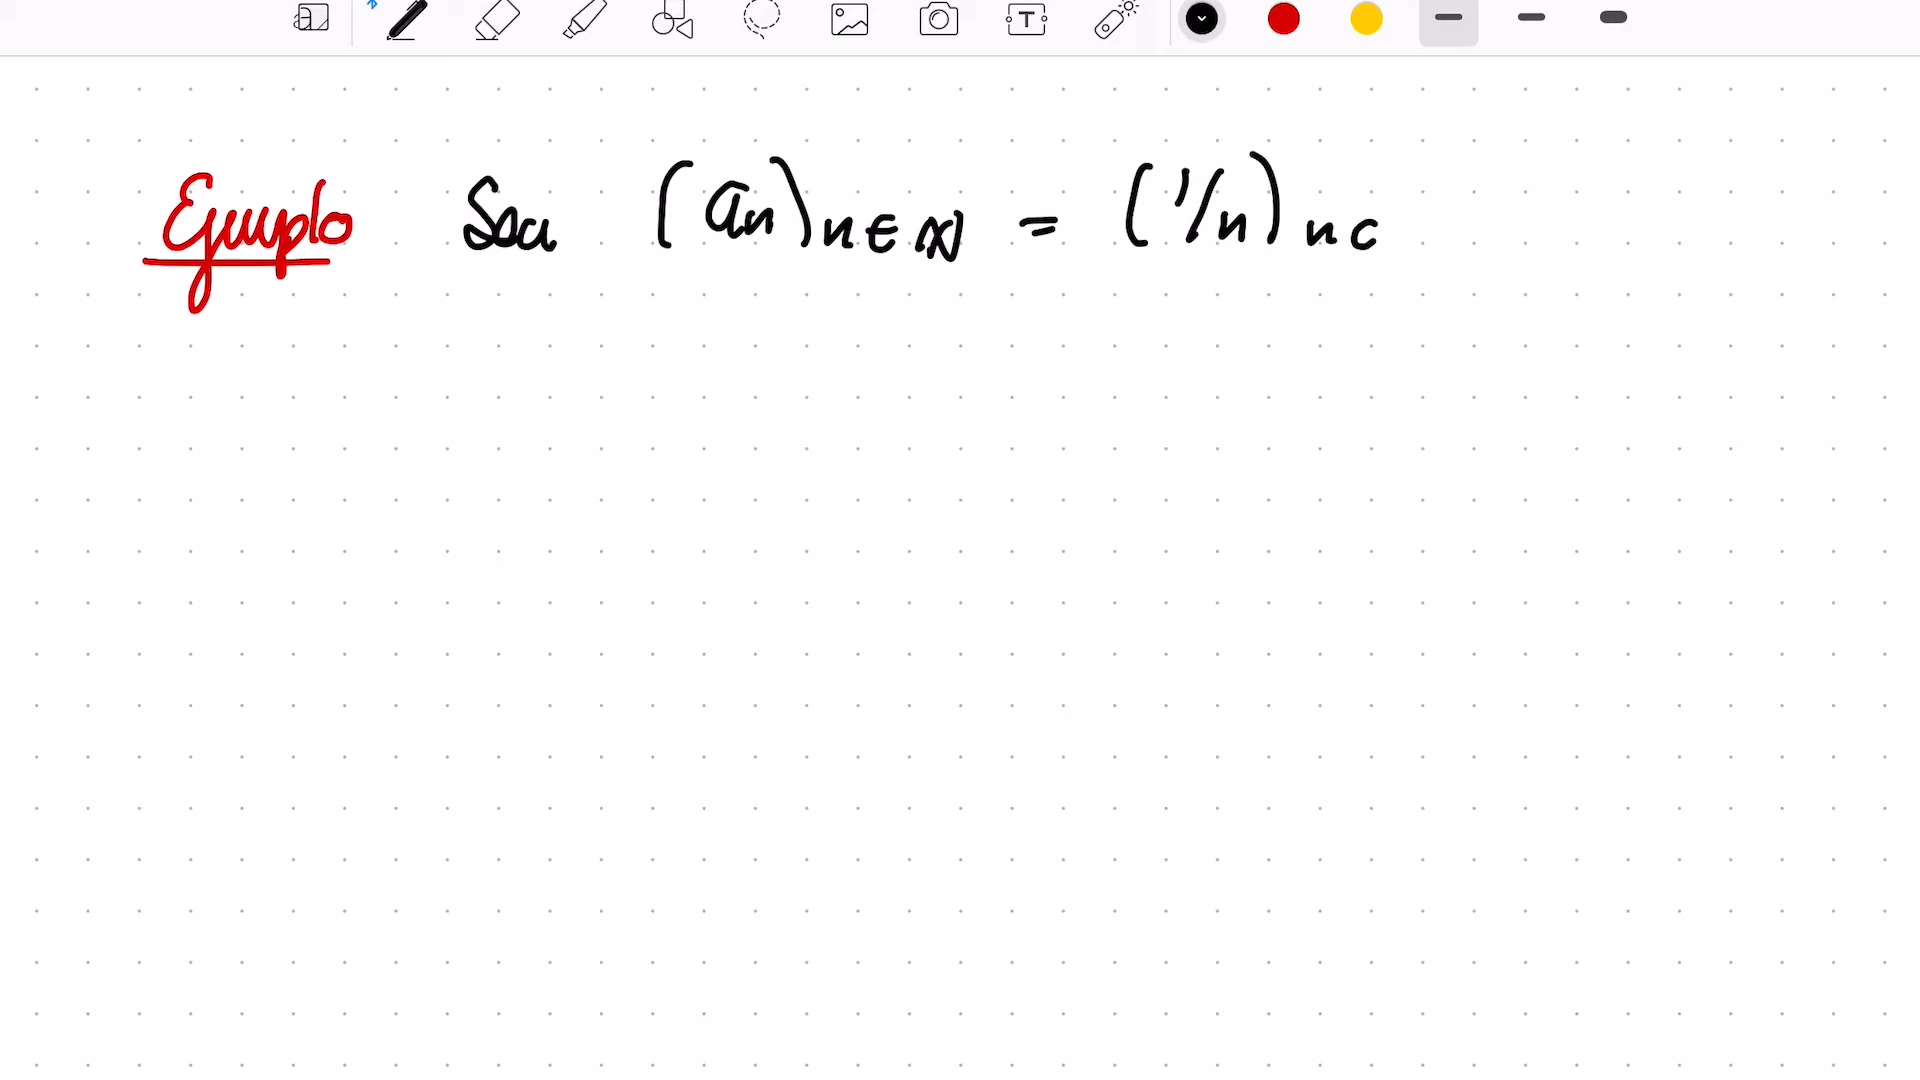 Ejemplo Sea (an)n∈ℕ = (1/n)n c